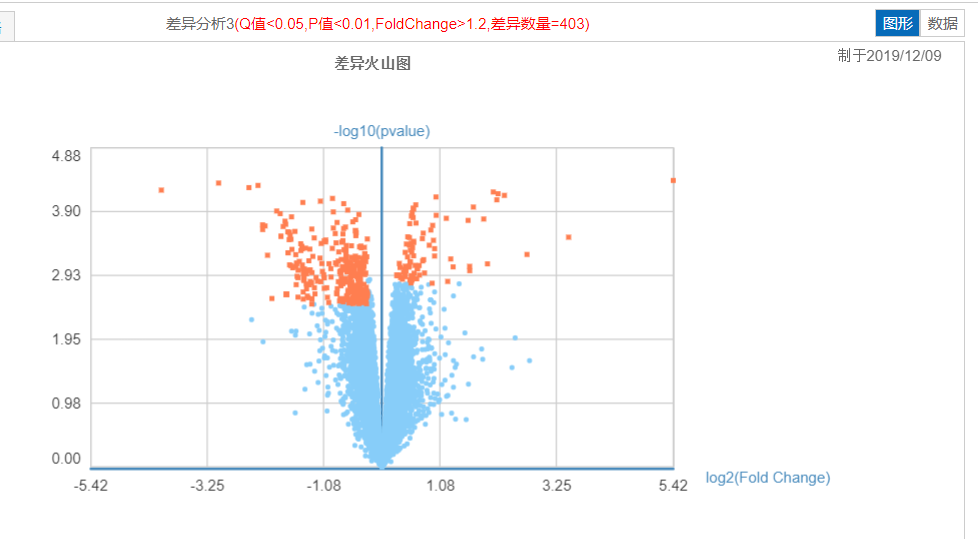 差异分析3(Q值<0.05,P值<0.01,FoldChange>1.2,差异数量=403)
图形 数据
差异火山图
制于2019/12/09
-log10(pvalue)
4.88
3.90
2.93
1.95
0.98
0.00
-5.42 -3.25 -1.08 1.08 3.25 5.42
log2(Fold Change)